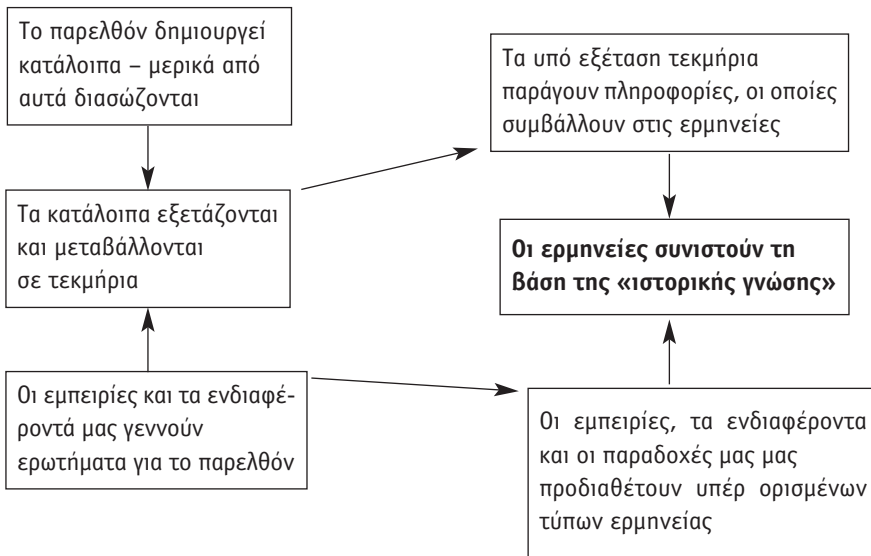 Το παρελθόν δημιουργεί
κατάλοιπα – μερικά από
αυτά διασώζονται
Τα υπό εξέταση τεκμήρια
παράγουν πληροφορίες, οι οποίες
συμβάλλουν στις ερμηνείες
Τα κατάλοιπα εξετάζονται
και μεταβάλλονται
σε τεκμήρια
Οι ερμηνείες συνιστούν τη
βάση της «ιστορικής γνώσης»
Οι εμπειρίες και τα ενδιαφέ-
ροντά μας γεννούν
ερωτήματα για το παρελθόν
Οι εμπειρίες, τα ενδιαφέροντα
και οι παραδοχές μας μας
προδιαθέτουν υπέρ ορισμένων
τύπων ερμηνείας